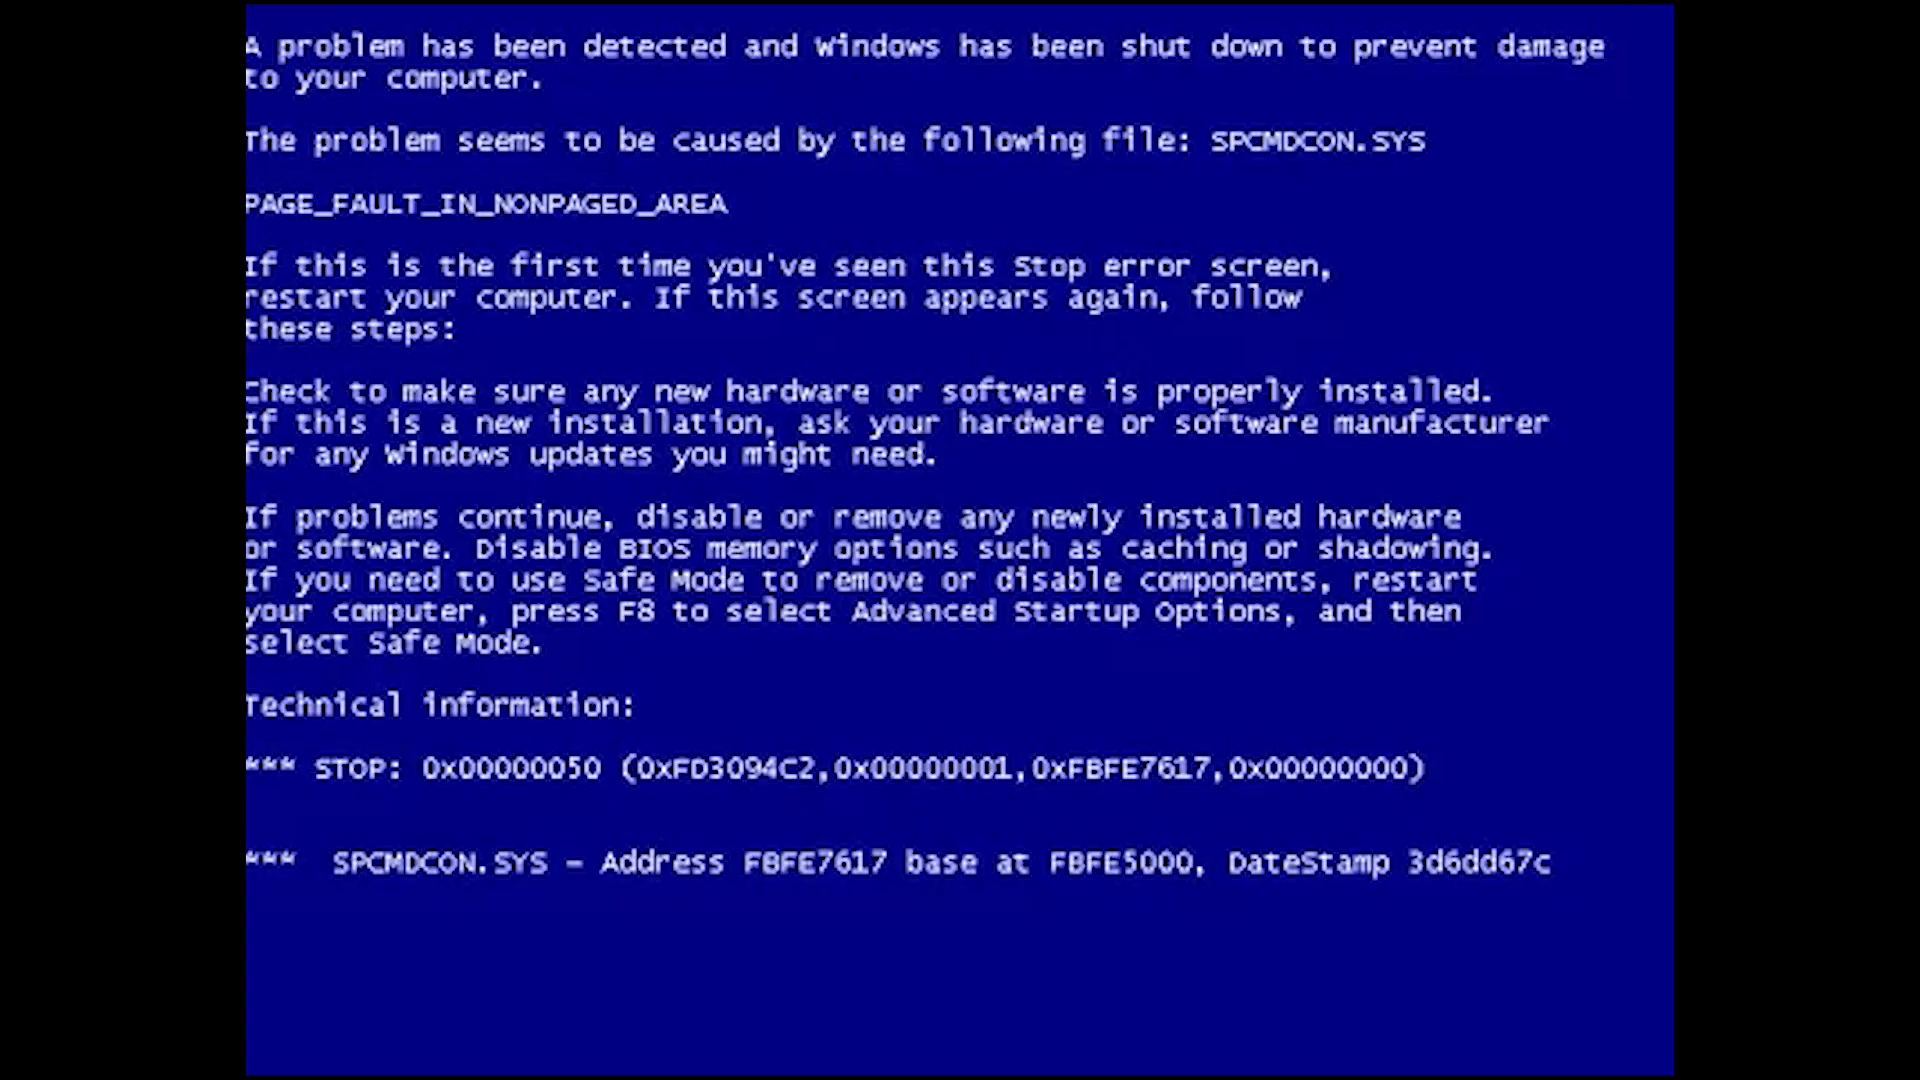 A problem has been detected and Windows has been shut down to prevent damage
to your computer.
The problem seems to be caused by the following file: SPCMDCON.SYS
PAGE_FAULT_IN_NONPAGED_AREA
If this is the first time you've seen this Stop error screen,
restart your computer. If this screen appears again, follow
these steps:
Check to make sure any new hardware or software is properly installed.
If this is a new installation, ask your hardware or software manufacturer
for any Windows updates you might need.
If problems continue, disable or remove any newly installed hardware
or software. Disable BIOS memory options such as caching or shadowing.
If you need to use Safe Mode to remove or disable components, restart
your computer, press F8 to select Advanced Startup Options, and then
select Safe Mode.
Technical information:
*** STOP: 0x00000050 (0xFD3094C2,0x00000001,0xFBFE7617,0x00000000)
***  SPCMDCON.SYS – Address FBFE7617 base at FBFE5000, DateStamp 3d6dd67c